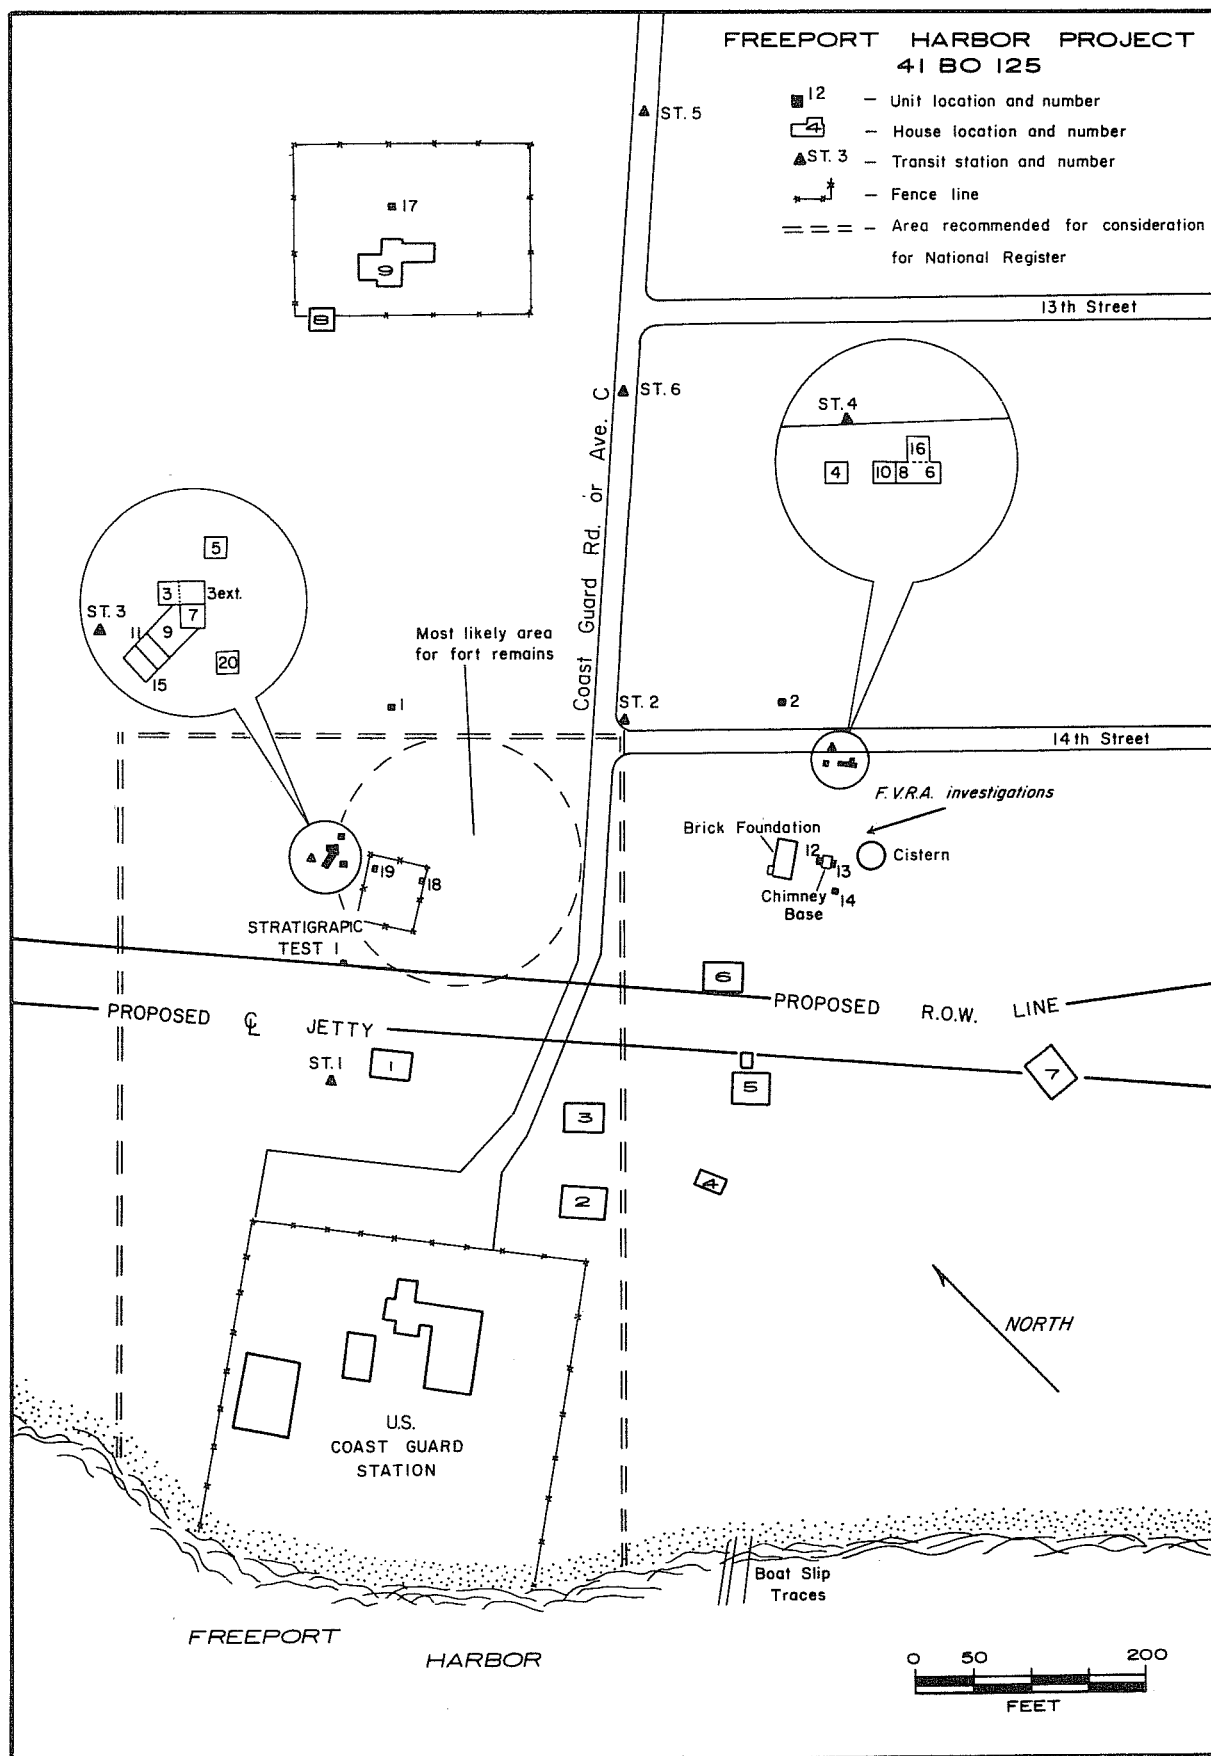 FREEPORT HARBOR PROJECT
41 BO 125
12 – Unit location and number
4 – House location and number
ST. 3 – Transit station and number
– Fence line
– Area recommended for consideration
for National Register
ST. 5
17
9
8
13th Street
ST. 6
Coast Guard Rd. or Ave. C
ST. 4
16
4
10
8
6
5
3
3ext.
7
ST. 3
11
9
15
20
Most likely area
for fort remains
1
ST. 2
2
14th Street
F.V.R.A. investigations
Brick Foundation
12
13
Cistern
Chimney
Base
14
19
18
STRATIGRAPIC
TEST 1
6
PROPOSED R.O.W. LINE
PROPOSED ℄ JETTY
ST. 1
1
5
7
3
4
2
NORTH
U.S.
COAST GUARD
STATION
Boat Slip
Traces
FREEPORT
HARBOR
0 50 200
FEET